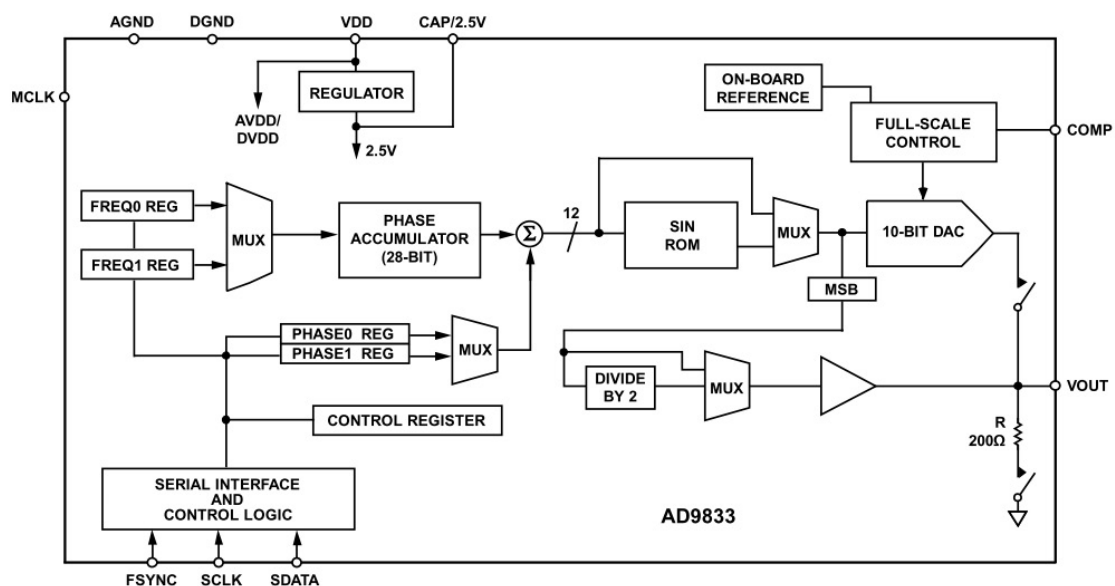 AGND
DGND
VDD
CAP/2.5V
MCLK
REGULATOR
AVDD/
DVDD
2.5V
ON-BOARD
REFERENCE
FULL-SCALE
CONTROL
COMP
FREQ0 REG
FREQ1 REG
MUX
PHASE
ACCUMULATOR
(28-BIT)
Σ
12
SIN
ROM
MUX
10-BIT DAC
MSB
PHASE0 REG
PHASE1 REG
MUX
DIVIDE
BY 2
MUX
VOUT
CONTROL REGISTER
R
200Ω
SERIAL INTERFACE
AND
CONTROL LOGIC
AD9833
FSYNC
SCLK
SDATA